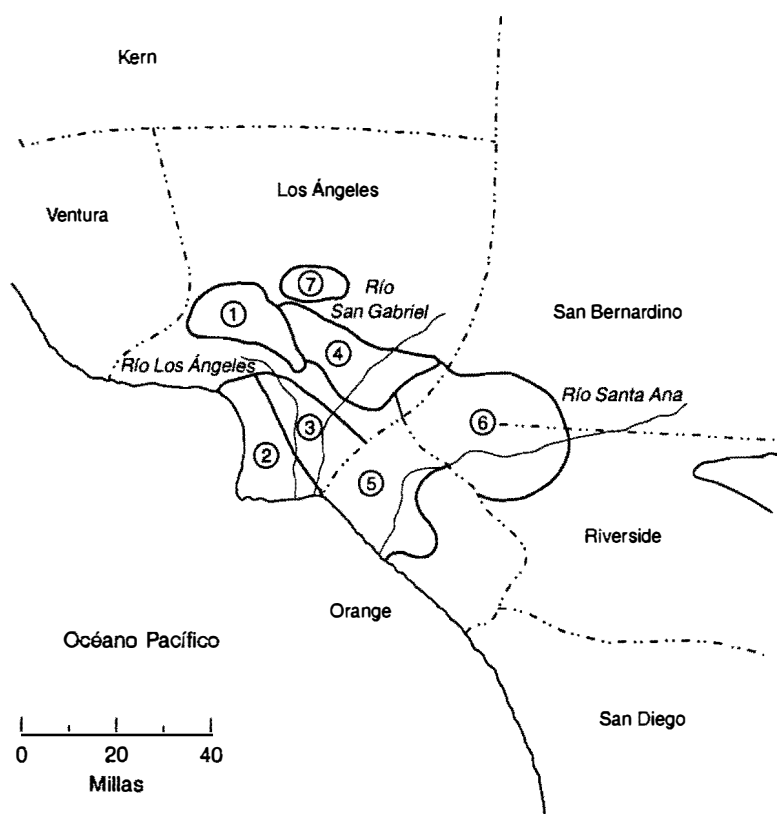 Kern
Los Ángeles
Ventura
7
Río
San Gabriel
1
San Bernardino
4
Río Los Ángeles
Río Santa Ana
3
6
2
5
Riverside
Orange
Océano Pacífico
San Diego
0 20 40
Millas